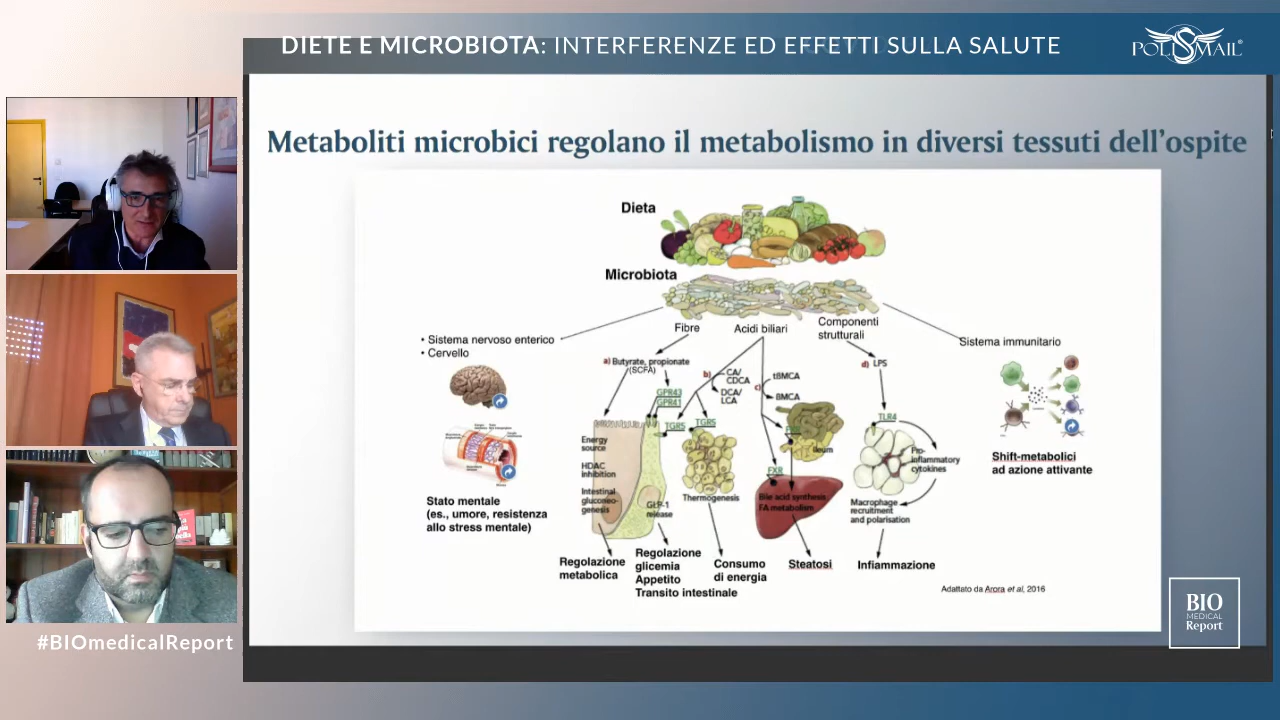 DIETE E MICROBIOTA: INTERFERENZE ED EFFETTI SULLA SALUTE
POLISMAIL®
Metaboliti microbici regolano il metabolismo in diversi tessuti dell'ospite
Dieta
Microbiota
Fibre
Acidi biliari
Componenti
strutturali
• Sistema nervoso enterico
• Cervello
Sistema immunitario
a) Butyrate, propionate
(SCFA)
b)
CA/
CDCA
DCA/
LCA
c)
tβMCA
βMCA
d) LPS
GPR43
GPR41
TGR5
TGR5
TLR4
FXR
Energy
source
HDAC
inhibition
Intestinal
gluconeo-
genesis
GLP-1
release
Thermogenesis
Ileum
Bile acid synthesis
FA metabolism
Pro-
inflammatory
cytokines
Macrophage
recruitment
and polarisation
Shift-metabolici
ad azione attivante
Stato mentale
(es., umore, resistenza
allo stress mentale)
Regolazione
metabolica
Regolazione
glicemia
Appetito
Transito intestinale
Consumo
di energia
Steatosi
Infiammazione
Adattato da Arora et al, 2016
BIO
MEDICAL
Report
#BIOmedicalReport